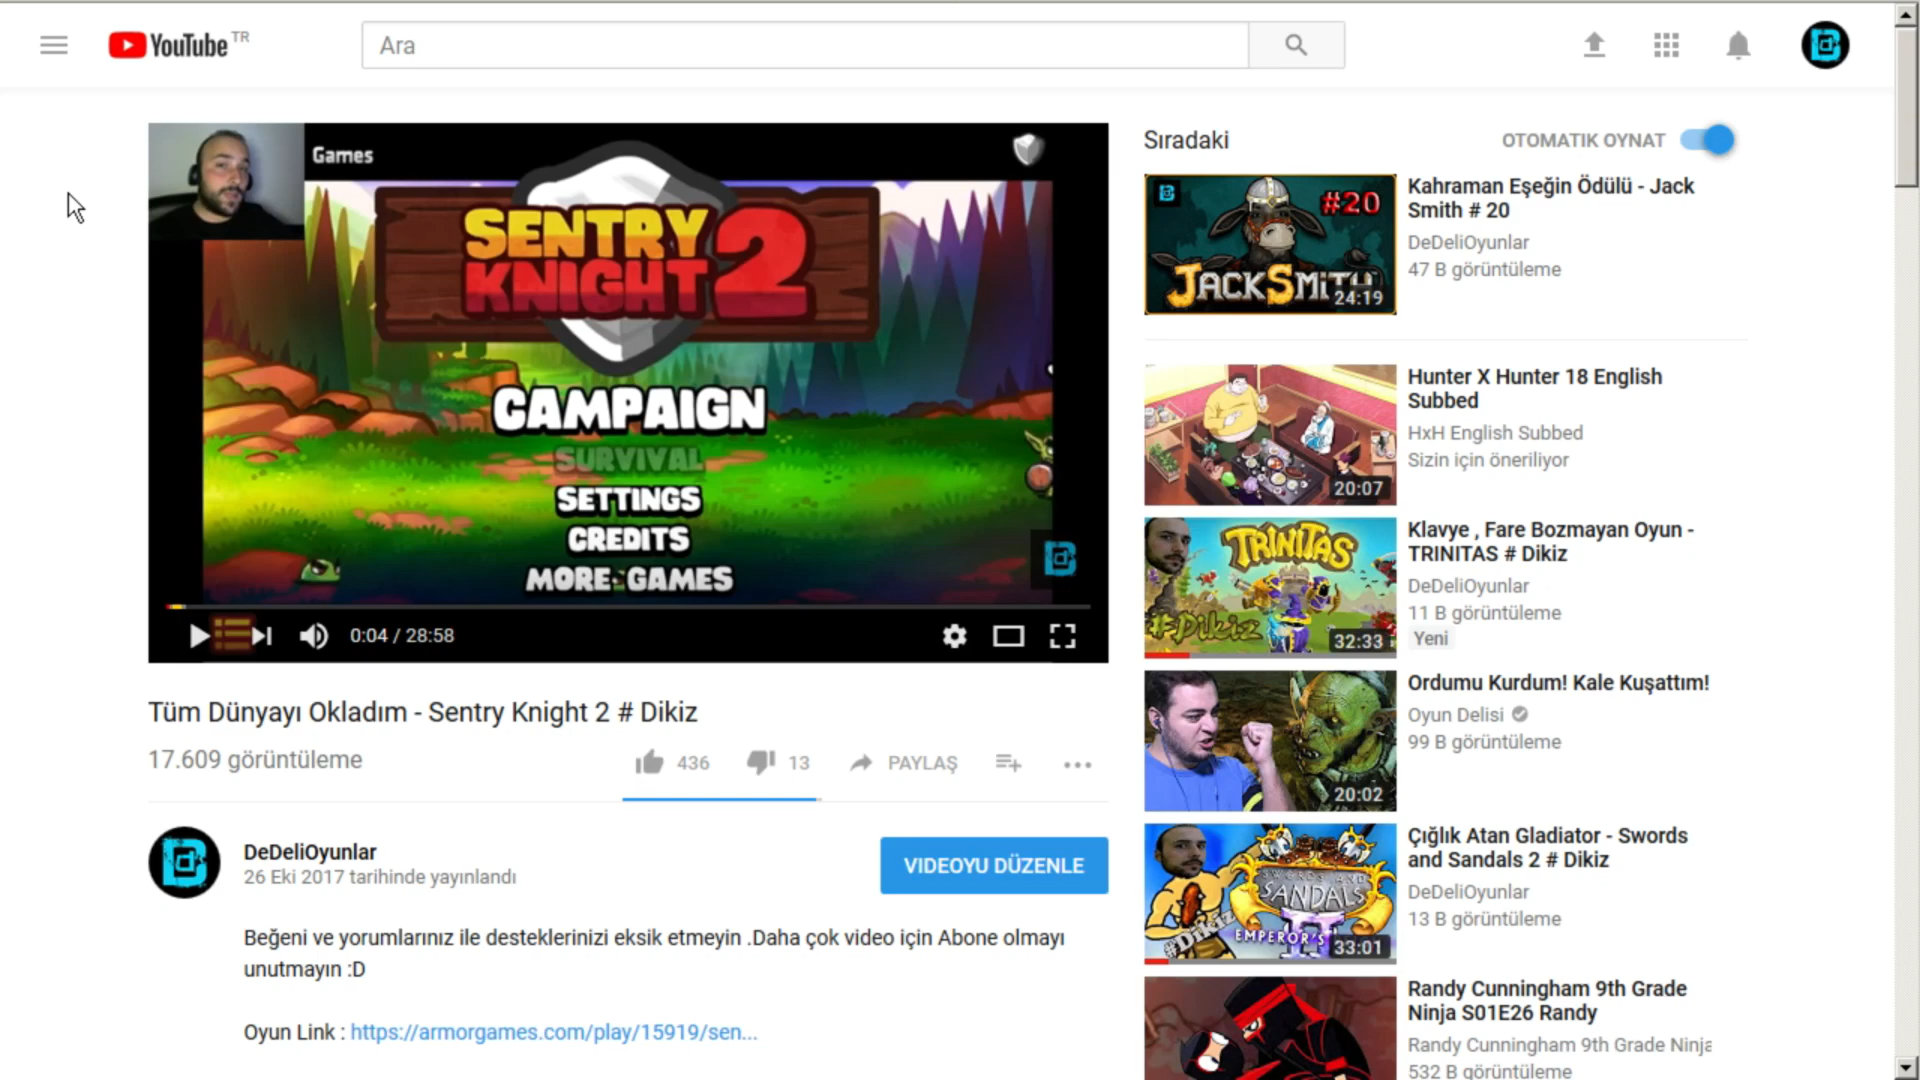 YouTube TR
Ara
Games
SENTRY
KNIGHT 2
CAMPAIGN
SURVIVAL
SETTINGS
CREDITS
MORE GAMES
0:04 / 28:58
Tüm Dünyayı Okladım - Sentry Knight 2 # Dikiz
17.609 görüntüleme
436
13
PAYLAŞ
DeDeliOyunlar
26 Eki 2017 tarihinde yayınlandı
VIDEOYU DÜZENLE
Beğeni ve yorumlarınız ile desteklerinizi eksik etmeyin .Daha çok video için Abone olmayı
unutmayın :D
Oyun Link : https://armorgames.com/play/15919/sen...
Sıradaki
OTOMATIK OYNAT
#20
JACKSMITH
24:19
Kahraman Eşeğin Ödülü - Jack
Smith # 20
DeDeliOyunlar
47 B görüntüleme
20:07
Hunter X Hunter 18 English
Subbed
HxH English Subbed
Sizin için öneriliyor
TRINITAS
#Dikiz
32:33
Klavye , Fare Bozmayan Oyun -
TRINITAS # Dikiz
DeDeliOyunlar
11 B görüntüleme
Yeni
20:02
Ordumu Kurdum! Kale Kuşattım!
Oyun Delisi
99 B görüntüleme
SWORDS AND
SANDALS
II
EMPEROR'S
#Dikiz
33:01
Çığlık Atan Gladiator - Swords
and Sandals 2 # Dikiz
DeDeliOyunlar
13 B görüntüleme
Randy Cunningham 9th Grade
Ninja S01E26 Randy
Randy Cunningham 9th Grade Ninja
532 B görüntüleme